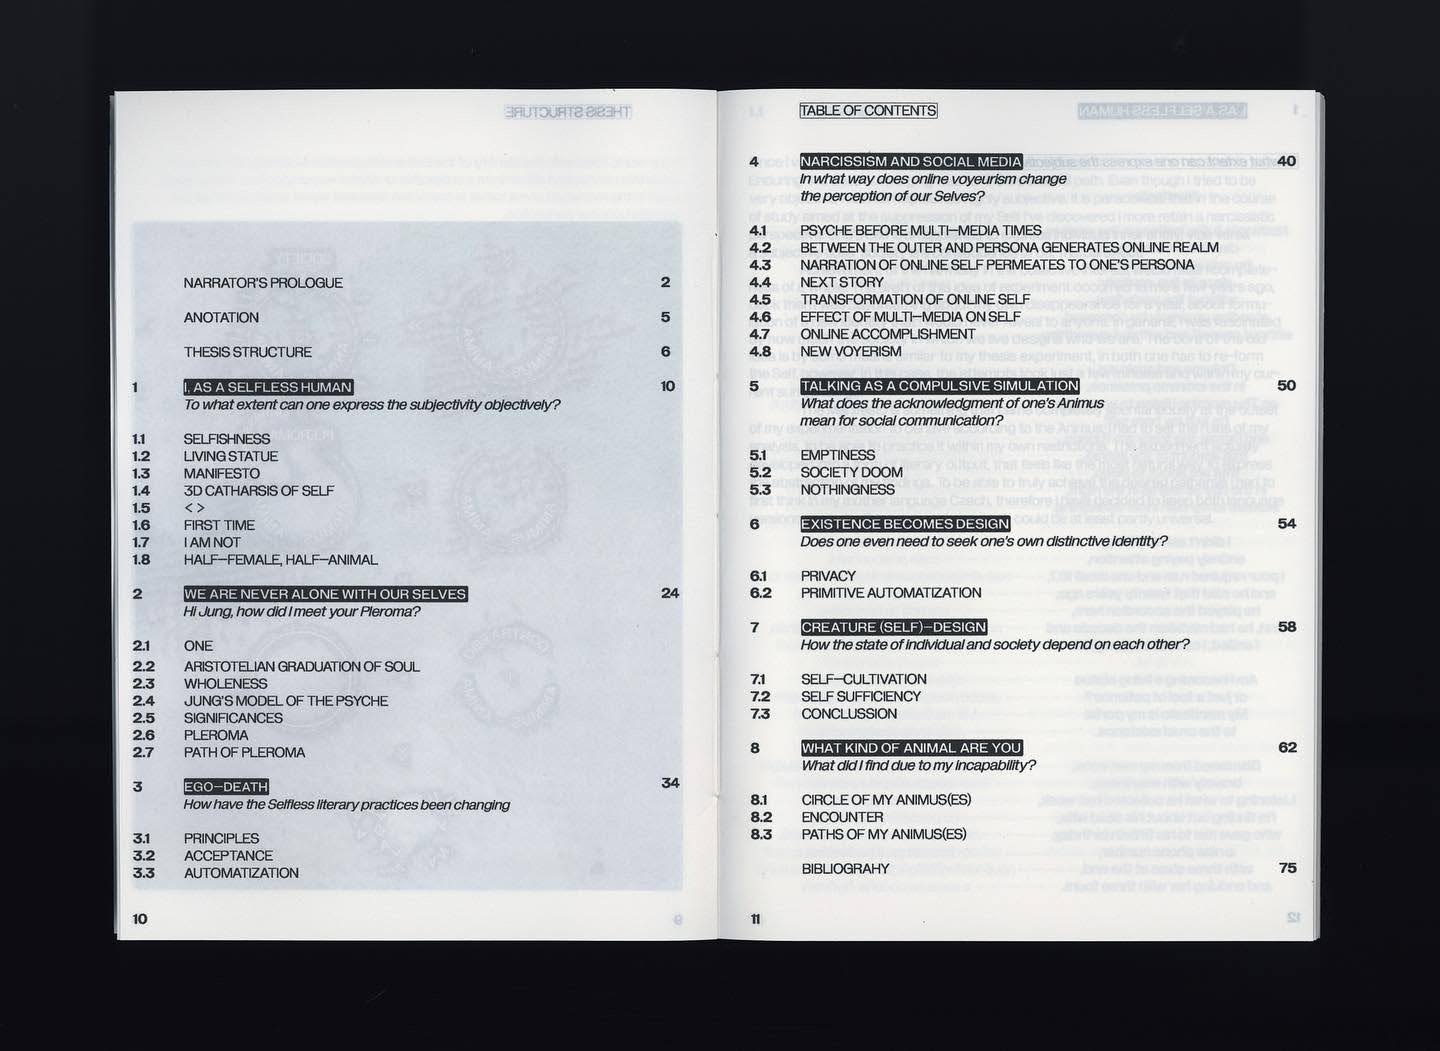 NARRATOR'S PROLOGUE 2
ANOTATION 5
THESIS STRUCTURE 6
1 I, AS A SELFLESS HUMAN 10
To what extent can one express the subjectivity objectively?
1.1 SELFISHNESS
1.2 LIVING STATUE
1.3 MANIFESTO
1.4 3D CATHARSIS OF SELF
1.5 < >
1.6 FIRST TIME
1.7 I AM NOT
1.8 HALF—FEMALE, HALF—ANIMAL
2 WE ARE NEVER ALONE WITH OUR SELVES 24
Hi Jung, how did I meet your Pleroma?
2.1 ONE
2.2 ARISTOTELIAN GRADUATION OF SOUL
2.3 WHOLENESS
2.4 JUNG'S MODEL OF THE PSYCHE
2.5 SIGNIFICANCES
2.6 PLEROMA
2.7 PATH OF PLEROMA
3 EGO—DEATH 34
How have the Selfless literary practices been changing
3.1 PRINCIPLES
3.2 ACCEPTANCE
3.3 AUTOMATIZATION
10
TABLE OF CONTENTS
4 NARCISSISM AND SOCIAL MEDIA 40
In what way does online voyeurism change
the perception of our Selves?
4.1 PSYCHE BEFORE MULTI—MEDIA TIMES
4.2 BETWEEN THE OUTER AND PERSONA GENERATES ONLINE REALM
4.3 NARRATION OF ONLINE SELF PERMEATES TO ONE'S PERSONA
4.4 NEXT STORY
4.5 TRANSFORMATION OF ONLINE SELF
4.6 EFFECT OF MULTI—MEDIA ON SELF
4.7 ONLINE ACCOMPLISHMENT
4.8 NEW VOYERISM
5 TALKING AS A COMPULSIVE SIMULATION 50
What does the acknowledgment of one's Animus
mean for social communication?
5.1 EMPTINESS
5.2 SOCIETY DOOM
5.3 NOTHINGNESS
6 EXISTENCE BECOMES DESIGN 54
Does one even need to seek one's own distinctive identity?
6.1 PRIVACY
6.2 PRIMITIVE AUTOMATIZATION
7 CREATURE (SELF)—DESIGN 58
How the state of individual and society depend on each other?
7.1 SELF—CULTIVATION
7.2 SELF SUFFICIENCY
7.3 CONCLUSSION
8 WHAT KIND OF ANIMAL ARE YOU 62
What did I find due to my incapability?
8.1 CIRCLE OF MY ANIMUS(ES)
8.2 ENCOUNTER
8.3 PATHS OF MY ANIMUS(ES)
BIBLIOGRAHY 75
11